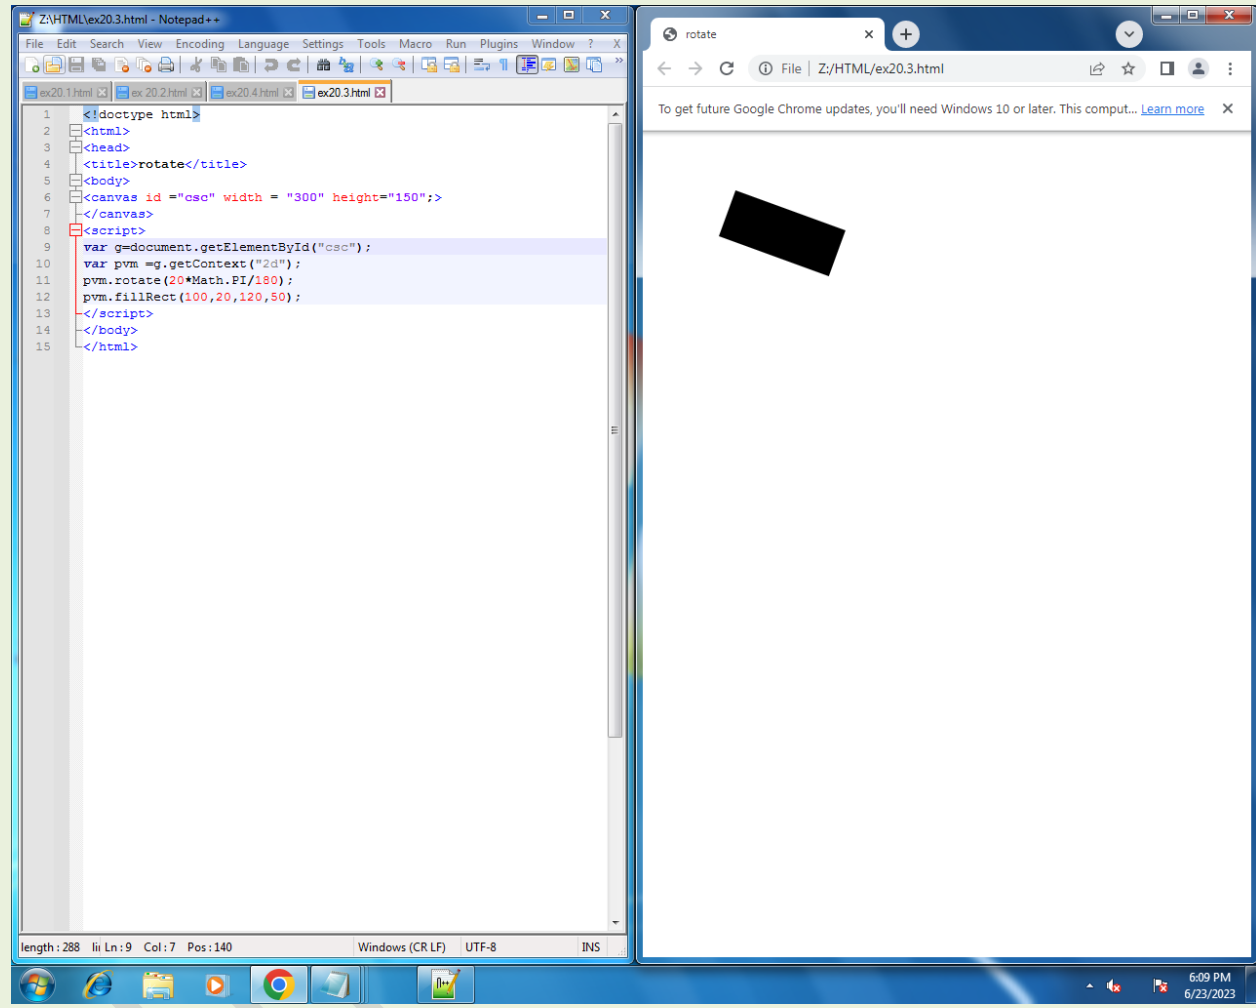 Z:\HTML\ex20.3.html - Notepad++
File Edit Search View Encoding Language Settings Tools Macro Run Plugins Window ? X
ex20.1.html ex 20.2.html ex20.4.html ex20.3.html
1 <!doctype html>
2 <html>
3 <head>
4 <title>rotate</title>
5 <body>
6 <canvas id ="csc" width = "300" height="150";>
7 </canvas>
8 <script>
9 var g=document.getElementById("csc");
10 var pvm =g.getContext("2d");
11 pvm.rotate(20*Math.PI/180);
12 pvm.fillRect(100,20,120,50);
13 </script>
14 </body>
15 </html>
length : 288 li Ln : 9 Col : 7 Pos : 140 Windows (CR LF) UTF-8 INS
rotate
File Z:/HTML/ex20.3.html
To get future Google Chrome updates, you'll need Windows 10 or later. This comput... Learn more
6:09 PM
6/23/2023